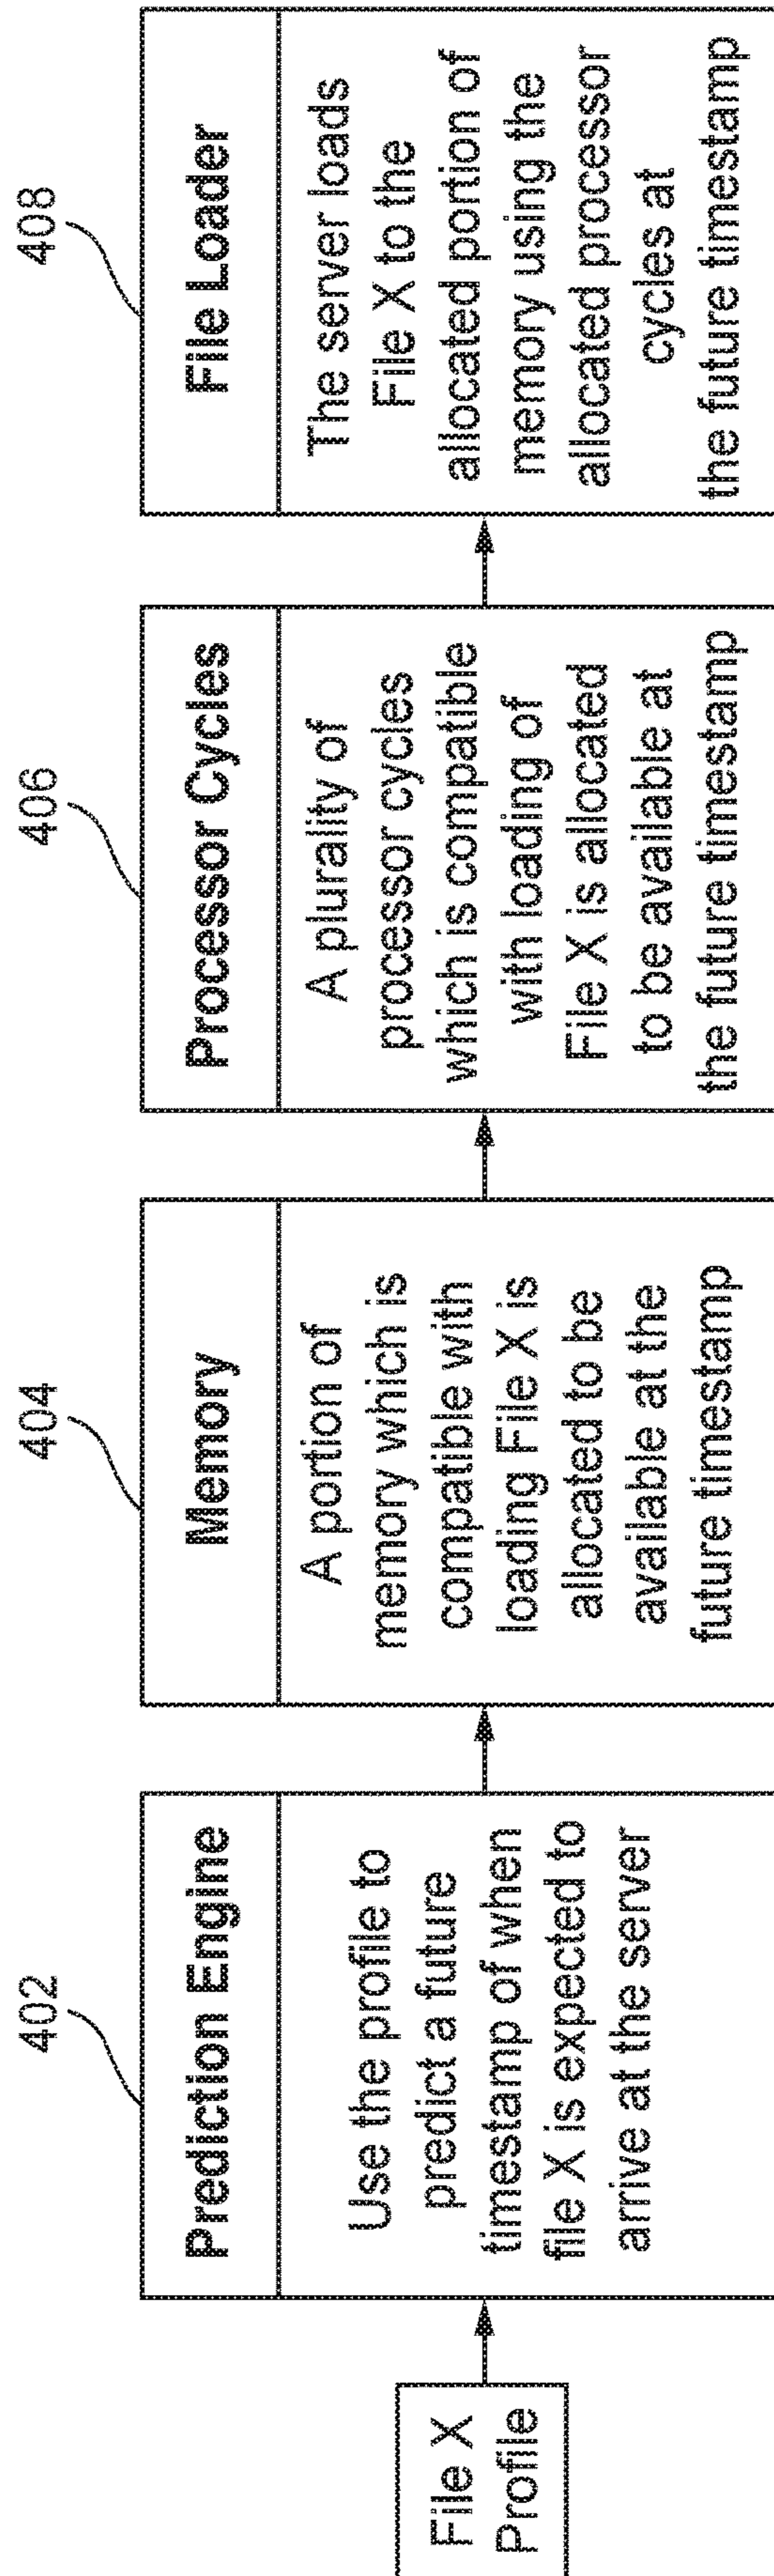 File X
Profile
402
Prediction Engine
Use the profile to
predict a future
timestamp of when
file X is expected to
arrive at the server
404
Memory
A portion of
memory which is
compatible with
loading File X is
allocated to be
available at the
future timestamp
406
Processor Cycles
A plurality of
processor cycles
which is compatible
with loading of
File X is allocated
to be available at
the future timestamp
408
File Loader
The server loads
File X to the
allocated portion of
memory using the
allocated processor
cycles at
the future timestamp